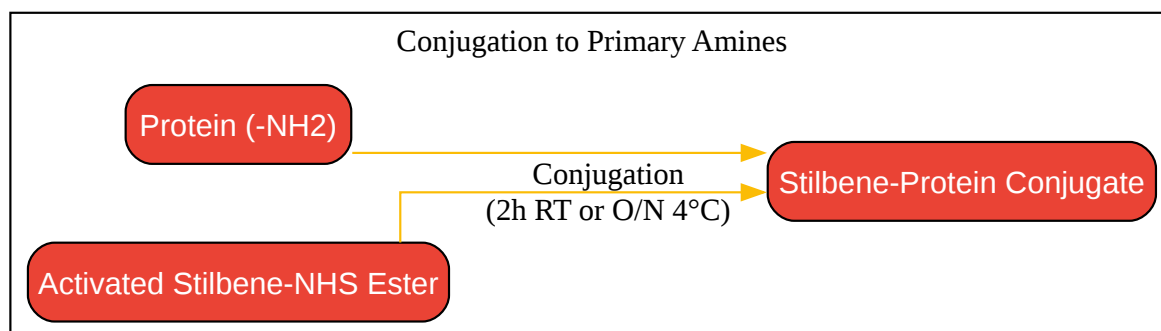 Conjugation to Primary Amines
Protein (-NH2)
Conjugation
(2h RT or O/N 4°C)
Stilbene-Protein Conjugate
Activated Stilbene-NHS Ester